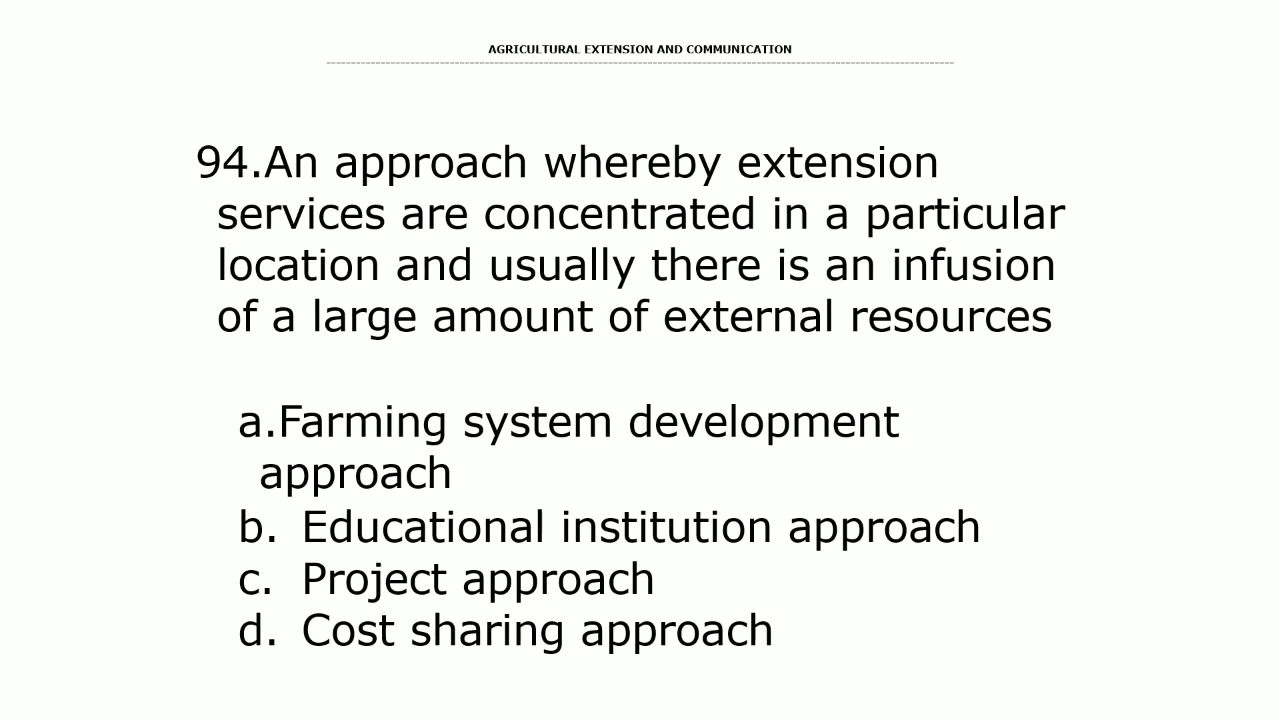 AGRICULTURAL EXTENSION AND COMMUNICATION
94.An approach whereby extension
services are concentrated in a particular
location and usually there is an infusion
of a large amount of external resources
a.Farming system development
approach
b. Educational institution approach
c. Project approach
d. Cost sharing approach